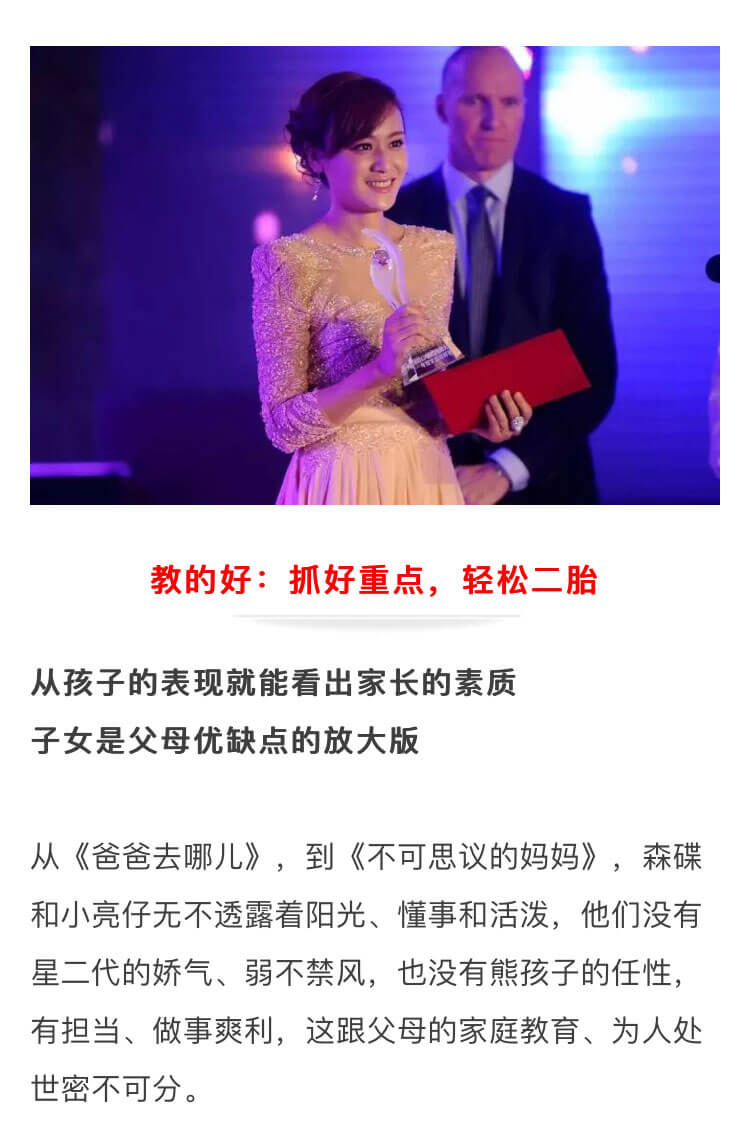 教的好：抓好重点，轻松二胎
从孩子的表现就能看出家长的素质
子女是父母优缺点的放大版
从《爸爸去哪儿》，到《不可思议的妈妈》，森碟
和小亮仔无不透露着阳光、懂事和活泼，他们没有
星二代的娇气、弱不禁风，也没有熊孩子的任性，
有担当、做事爽利，这跟父母的家庭教育、为人处
世密不可分。